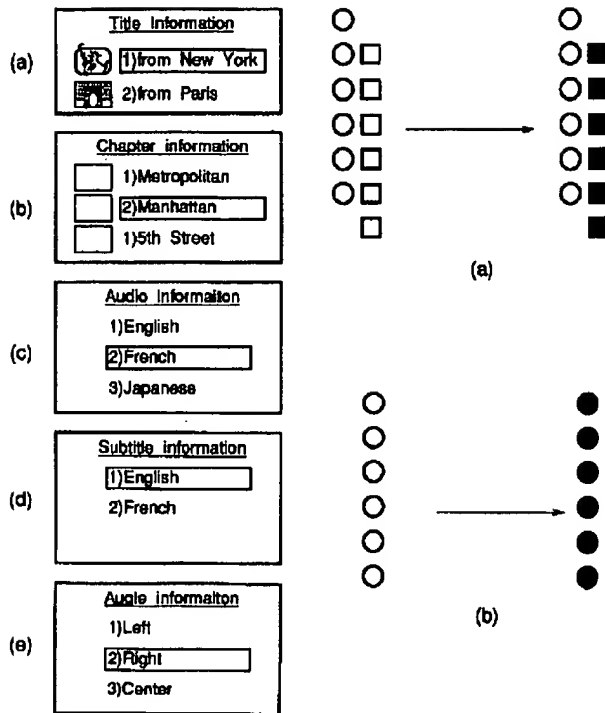 Title Information
(a)
1)from New York
2)from Paris
Chapter information
(b)
1)Metropolitan
2)Manhattan
1)5th Street
Audio Information
(c)
1)English
2)French
3)Japanese
Subtitle information
(d)
1)English
2)French
Augle informaiton
(e)
1)Left
2)Right
3)Center
(a)
(b)